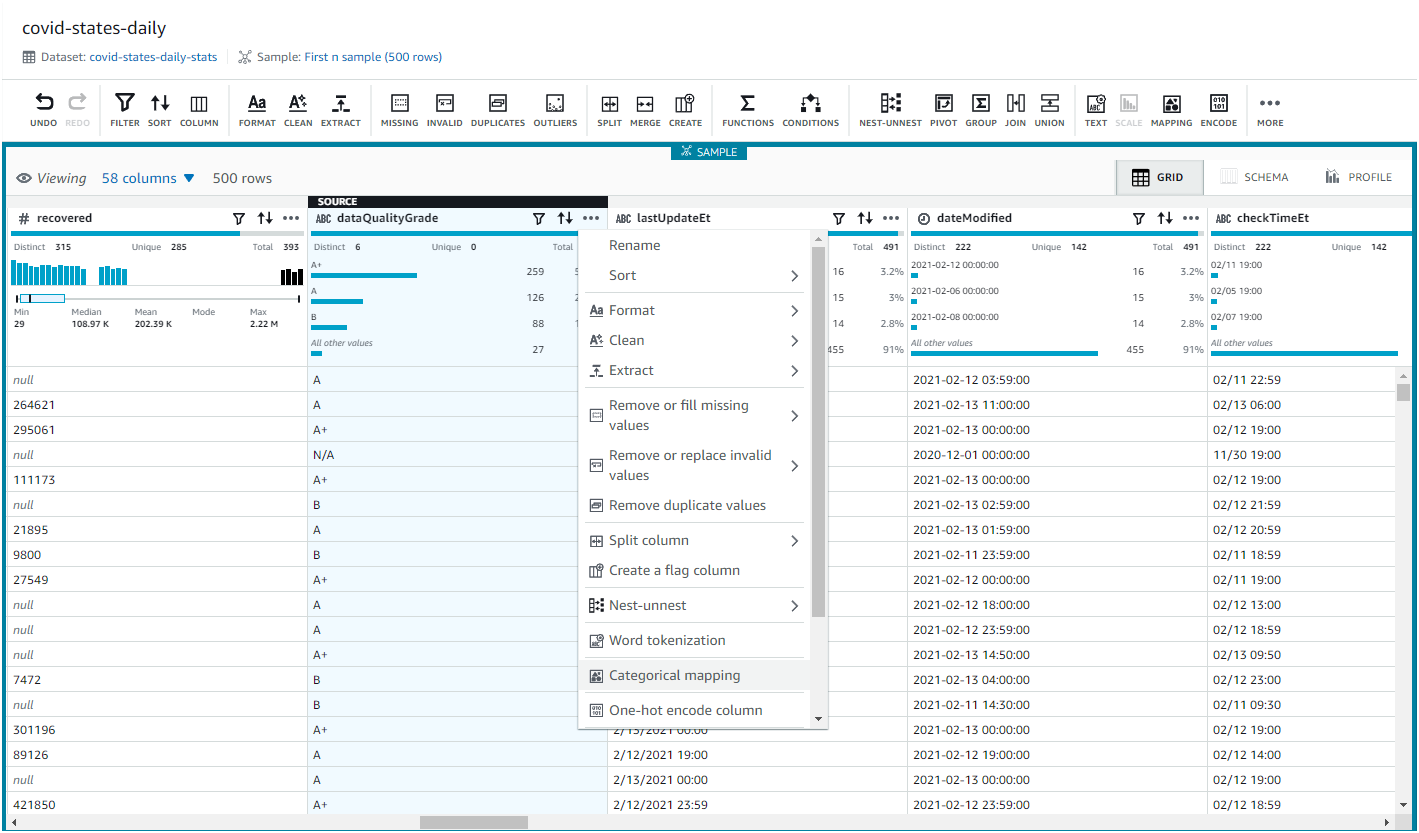 covid-states-daily
Dataset: covid-states-daily-stats Sample: First n sample (500 rows)
UNDO REDO FILTER SORT COLUMN FORMAT CLEAN EXTRACT MISSING INVALID DUPLICATES OUTLIERS SPLIT MERGE CREATE FUNCTIONS CONDITIONS NEST-UNNEST PIVOT GROUP JOIN UNION TEXT SCALE MAPPING ENCODE MORE
SAMPLE
Viewing 58 columns 500 rows GRID SCHEMA PROFILE
SOURCE
# recovered ABC dataQualityGrade ABC lastUpdateEt dateModified ABC checkTimeEt
Distinct 315 Unique 285 Total 393 Distinct 6 Unique 0 Total Total 491 Distinct 222 Unique 142 Total 491 Distinct 222 Unique 142
A+ 259 16 3.2% 2021-02-12 00:00:00 16 3.2% 02/11 19:00
A 126 15 3% 2021-02-06 00:00:00 15 3% 02/05 19:00
B 88 14 2.8% 2021-02-08 00:00:00 14 2.8% 02/07 19:00
All other values 27 455 91% All other values 455 91% All other values
Min Median Mean Mode Max
29 108.97 K 202.39 K 2.22 M
Rename
Sort
Format
Clean
Extract
Remove or fill missing
values
Remove or replace invalid
values
Remove duplicate values
Split column
Create a flag column
Nest-unnest
Word tokenization
Categorical mapping
One-hot encode column
null A 2021-02-12 03:59:00 02/11 22:59
264621 A 2021-02-13 11:00:00 02/13 06:00
295061 A+ 2021-02-13 00:00:00 02/12 19:00
null N/A 2020-12-01 00:00:00 11/30 19:00
111173 A+ 2021-02-13 00:00:00 02/12 19:00
null B 2021-02-13 02:59:00 02/12 21:59
21895 A 2021-02-13 01:59:00 02/12 20:59
9800 B 2021-02-11 23:59:00 02/11 18:59
27549 A+ 2021-02-12 00:00:00 02/11 19:00
null A 2021-02-12 18:00:00 02/12 13:00
null A 2021-02-12 23:59:00 02/12 18:59
null A+ 2021-02-13 14:50:00 02/13 09:50
7472 B 2021-02-13 04:00:00 02/12 23:00
null B 2021-02-11 14:30:00 02/11 09:30
301196 A+ 2/13/2021 00:00 2021-02-13 00:00:00 02/12 19:00
89126 A 2/12/2021 19:00 2021-02-12 19:00:00 02/12 14:00
null A 2/13/2021 00:00 2021-02-13 00:00:00 02/12 19:00
421850 A+ 2/12/2021 23:59 2021-02-12 23:59:00 02/12 18:59